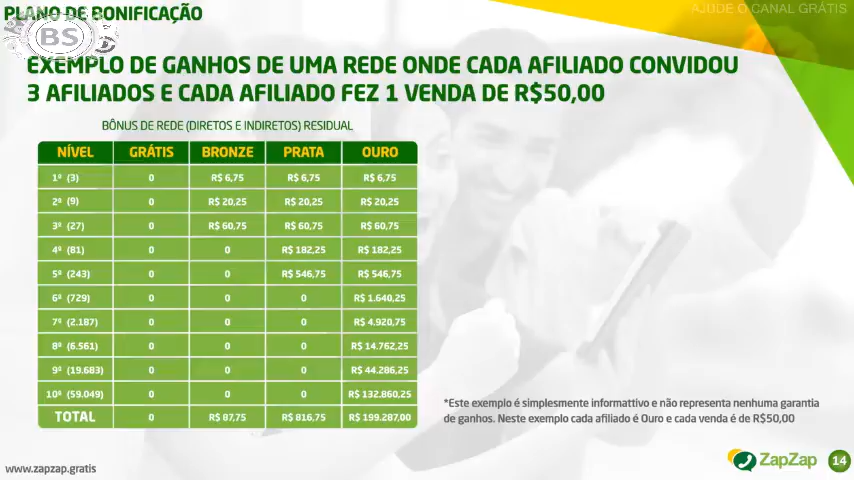 PLANO DE BONIFICAÇÃO
AJUDE O CANAL GRÁTIS
BS
EXEMPLO DE GANHOS DE UMA REDE ONDE CADA AFILIADO CONVIDOU
3 AFILIADOS E CADA AFILIADO FEZ 1 VENDA DE R$50,00
BÔNUS DE REDE (DIRETOS E INDIRETOS) RESIDUAL
NÍVEL GRÁTIS BRONZE PRATA OURO
1º (3) 0 R$ 6,75 R$ 6,75 R$ 6,75
2º (9) 0 R$ 20,25 R$ 20,25 R$ 20,25
3º (27) 0 R$ 60,75 R$ 60,75 R$ 60,75
4º (81) 0 0 R$ 182,25 R$ 182,25
5º (243) 0 0 R$ 546,75 R$ 546,75
6º (729) 0 0 0 R$ 1.640,25
7º (2.187) 0 0 0 R$ 4.920,75
8º (6.561) 0 0 0 R$ 14.762,25
9º (19.683) 0 0 0 R$ 44.286,25
10º (59.049) 0 0 0 R$ 132.860,25
TOTAL 0 R$ 87,75 R$ 816,75 R$ 199.287,00
*Este exemplo é simplesmente informattivo e não representa nenhuma garantia
de ganhos. Neste exemplo cada afiliado é Ouro e cada venda é de R$50,00
www.zapzap.gratis
ZapZap 14